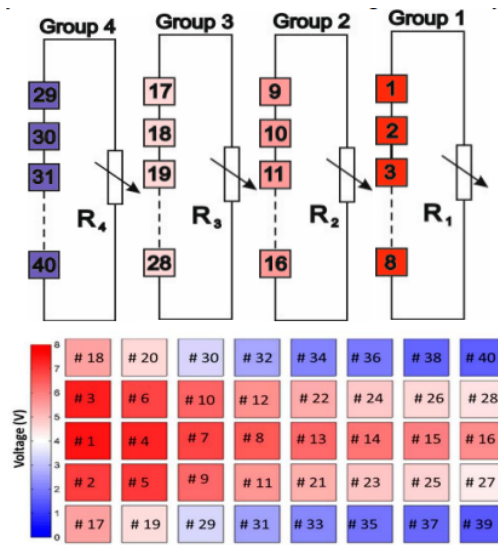 Group 4 Group 3 Group 2 Group 1
29 17 9 1
30 18 10 2
31 19 11 3
R4 R3 R2 R1
40 28 16 8
Voltage (V)
8
7
6
5
4
3
2
1
0
# 18 # 20 # 30 # 32 # 34 # 36 # 38 # 40
# 3 # 6 # 10 # 12 # 22 # 24 # 26 # 28
# 1 # 4 # 7 # 8 # 13 # 14 # 15 # 16
# 2 # 5 # 9 # 11 # 21 # 23 # 25 # 27
# 17 # 19 # 29 # 31 # 33 # 35 # 37 # 39